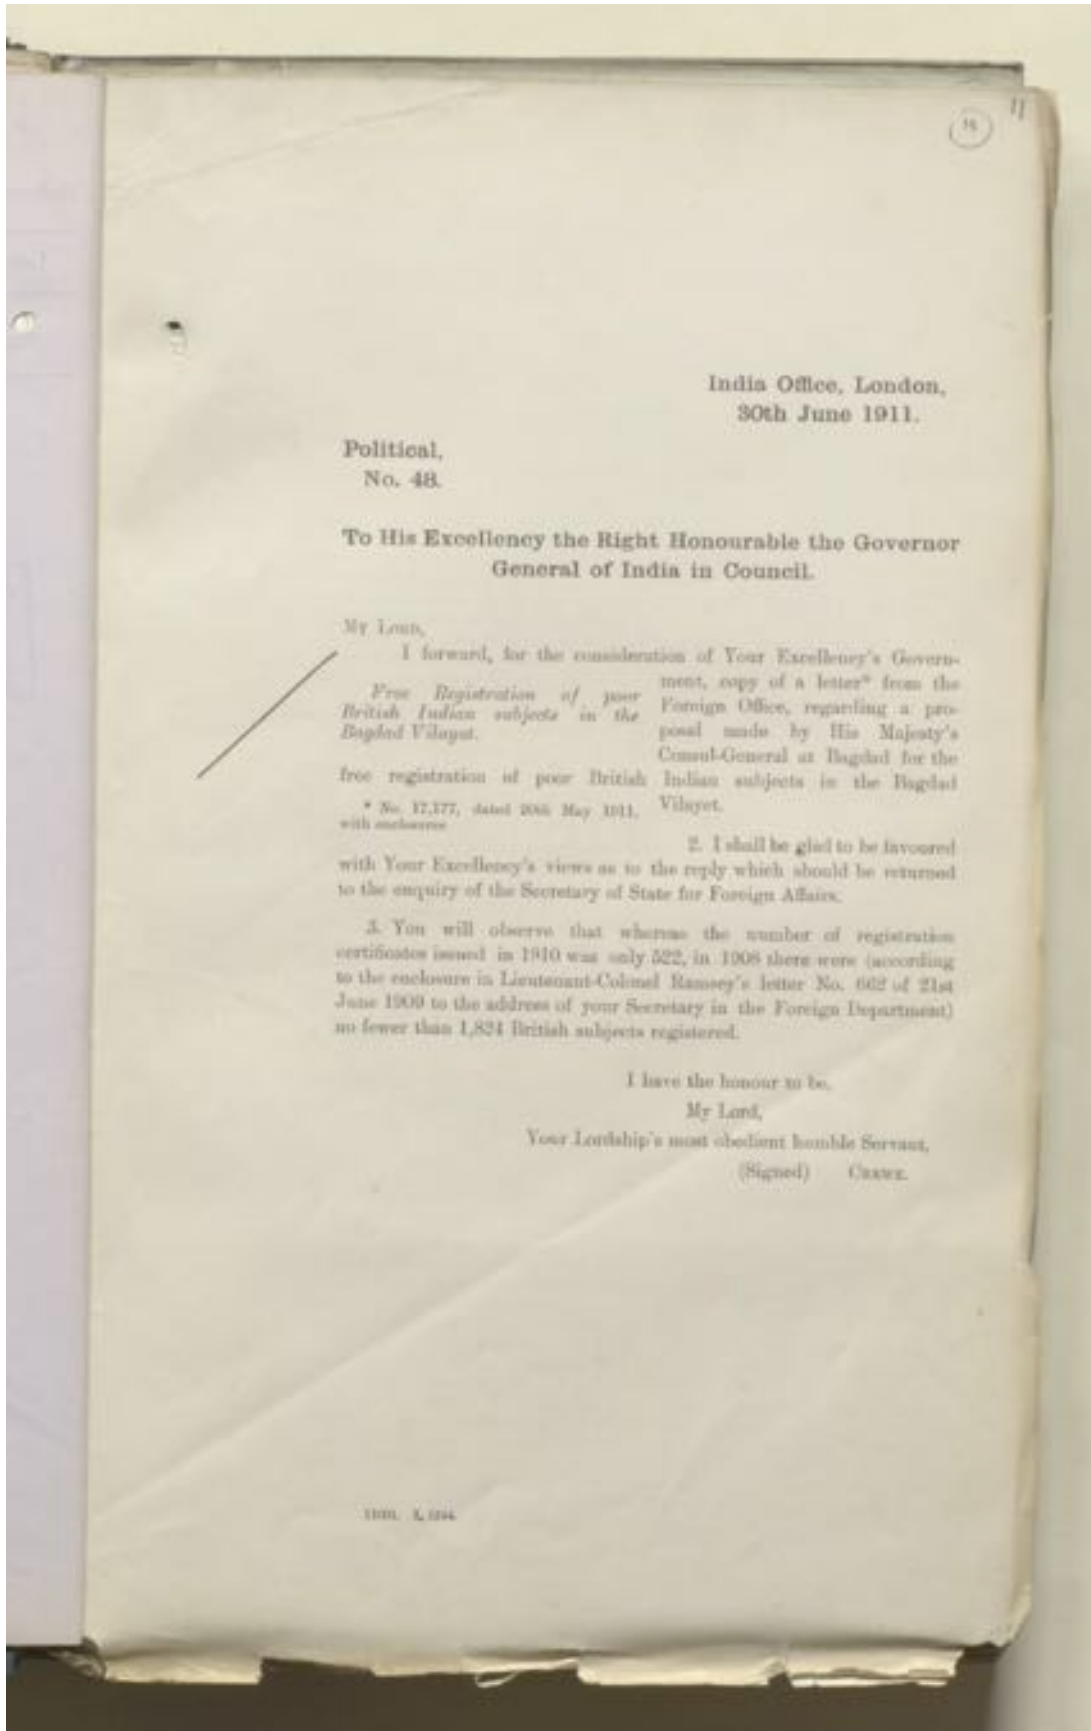 11
India Office, London,
30th June 1911.
Political,
No. 48.
To His Excellency the Right Honourable the Governor
General of India in Council.
My Lord,
I forward, for the consideration of Your Excellency's Govern-
Free Registration of poor
British Indian subjects in the
Bagdad Vilayet.
ment, copy of a letter* from the
Foreign Office, regarding a pro-
posal made by His Majesty's
Consul-General at Bagdad for the
free registration of poor British Indian subjects in the Bagdad
Vilayet.
* No. 17,177, dated 20th May 1911,
with enclosures
2. I shall be glad to be favoured
with Your Excellency's views as to the reply which should be returned
to the enquiry of the Secretary of State for Foreign Affairs.
3. You will observe that whereas the number of registration
certificates issued in 1910 was only 522, in 1908 there were (according
to the enclosure in Lieutenant-Colonel Ramsay's letter No. 662 of 21st
June 1909 to the address of your Secretary in the Foreign Department)
no fewer than 1,824 British subjects registered.
I have the honour to be,
My Lord,
Your Lordship's most obedient humble Servant,
(Signed) Crewe.